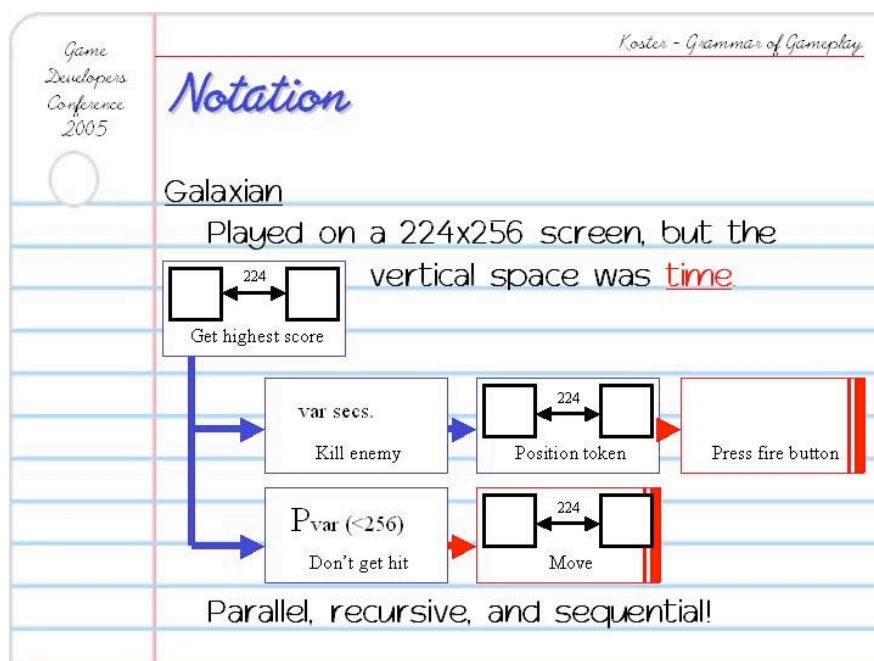 Game
Developers
Conference
2005
Koster - Grammar of Gameplay
Notation
Galaxian
Played on a 224x256 screen, but the
vertical space was time.
224
Get highest score
var secs.
Kill enemy
224
Position token
Press fire button
Pvar (<256)
Don't get hit
224
Move
Parallel, recursive, and sequential!